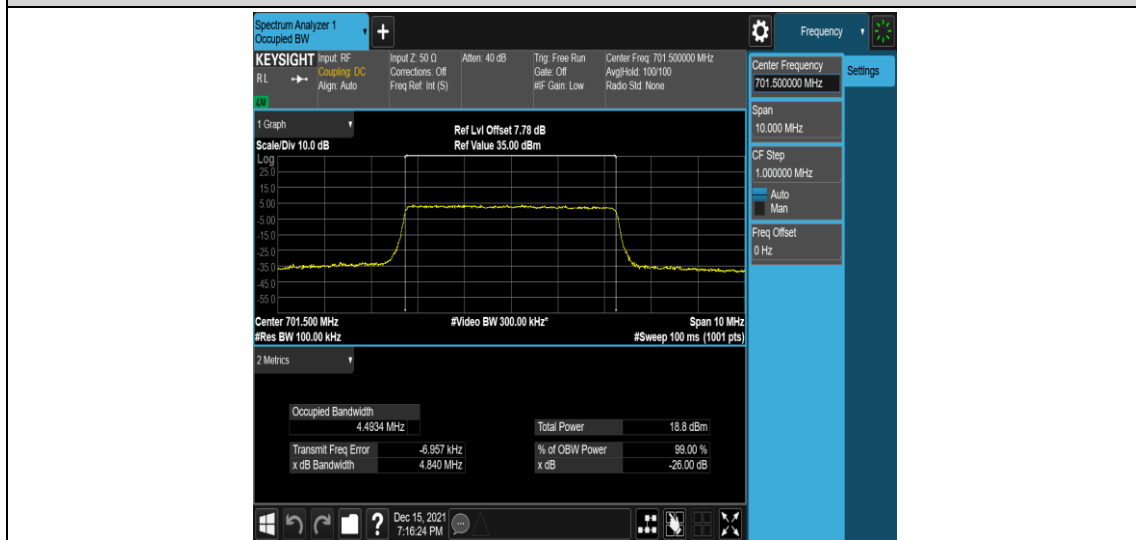 Spectrum Analyzer 1
Occupied BW
+
Frequency
KEYSIGHT
RL
LNI
Input: RF
Coupling: DC
Align: Auto
Input Z: 50 Ω
Corrections: Off
Freq Ref: Int (S)
Atten: 40 dB
Trig: Free Run
Gate: Off
#IF Gain: Low
Center Freq: 701.500000 MHz
Avg|Hold: 100/100
Radio Std: None
Center Frequency
701.500000 MHz
Settings
Span
10.000 MHz
CF Step
1.000000 MHz
Auto
Man
Freq Offset
0 Hz
1 Graph
Scale/Div 10.0 dB
Ref Lvl Offset 7.78 dB
Ref Value 35.00 dBm
Log
25.0
15.0
5.00
-5.00
-15.0
-25.0
-35.0
-45.0
-55.0
Center 701.500 MHz
#Video BW 300.00 kHz*
Span 10 MHz
#Res BW 100.00 kHz
#Sweep 100 ms (1001 pts)
2 Metrics
Occupied Bandwidth
4.4934 MHz
Total Power 18.8 dBm
Transmit Freq Error -6.957 kHz
% of OBW Power 99.00 %
x dB Bandwidth 4.840 MHz
x dB -26.00 dB
?
Dec 15, 2021
7:16:24 PM